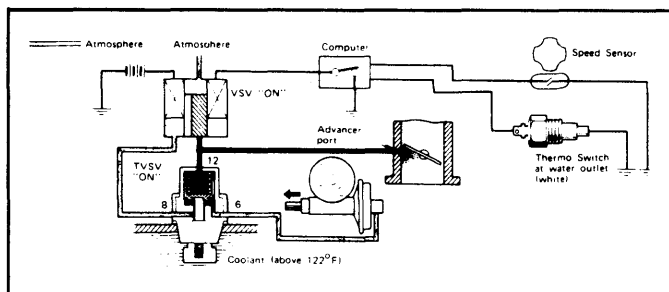 Atmosphere
Atmosohere
Computer
Speed Sensor
VSV "ON"
Advancer
port
Thermo Switch
at water outlet
(white)
TVSV
"ON"
12
8
6
Coolant (above 122°F)